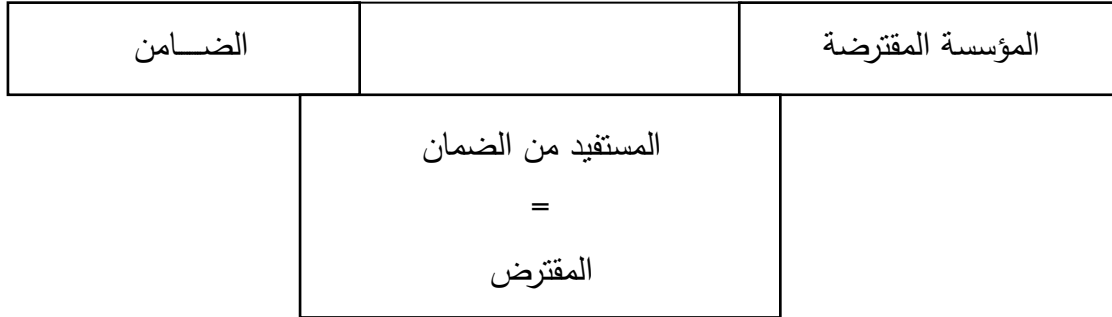 المؤسسة المقترضة
الضـــامن
المستفيد من الضمان
=
المقترض